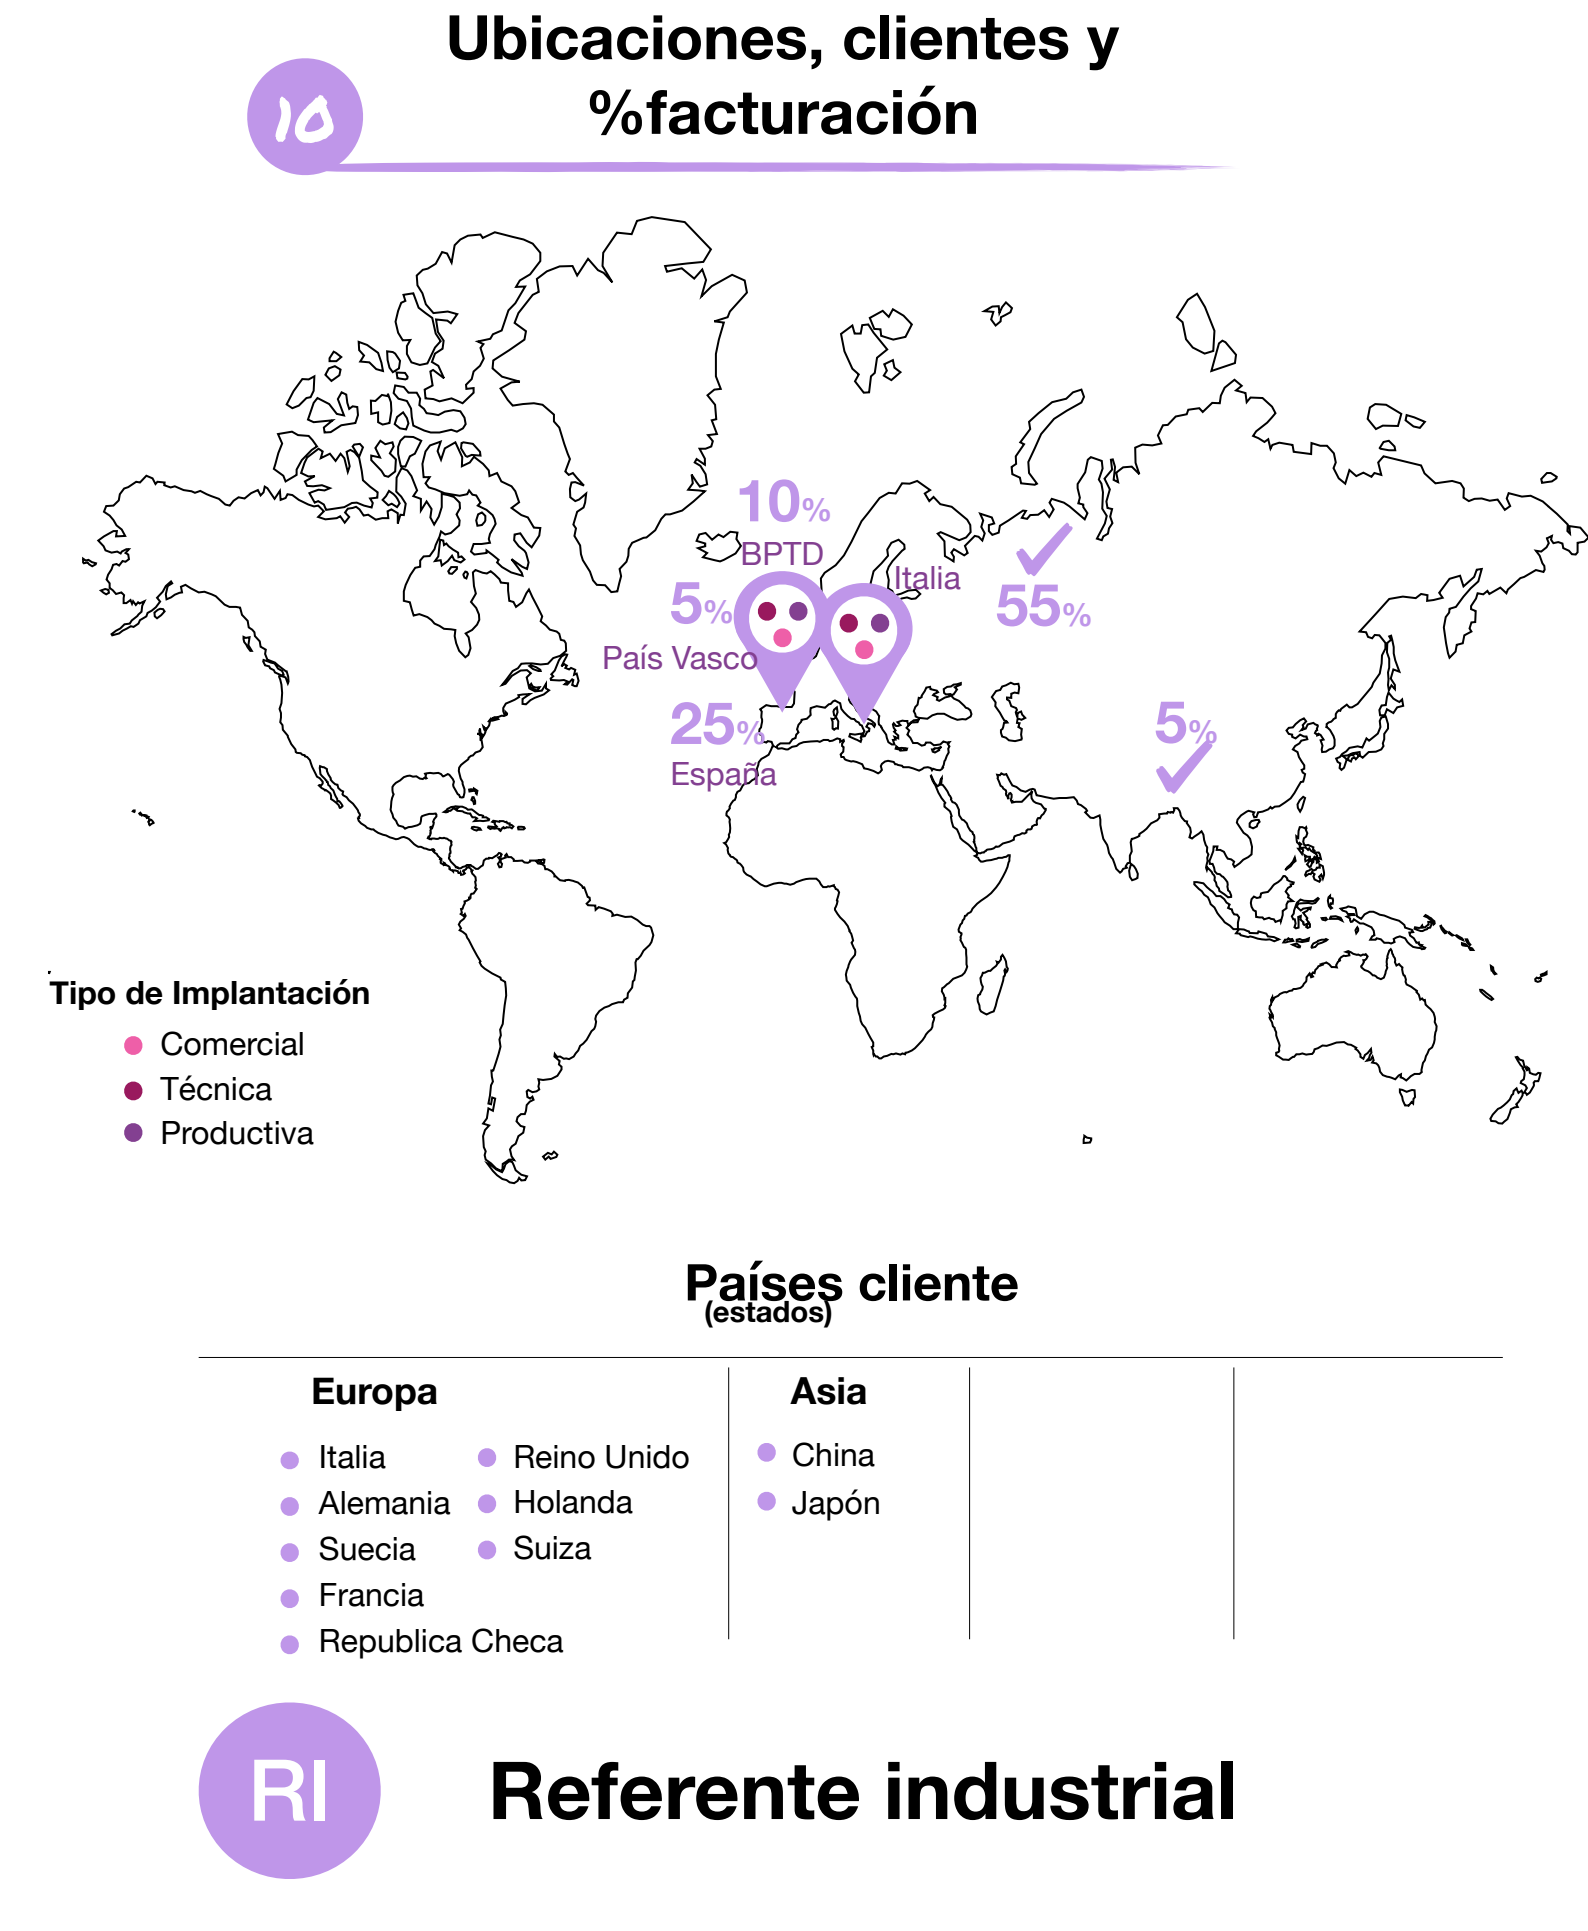 Ubicaciones, clientes y
%facturación
10
10%
BPTD
Italia
5%
55%
País Vasco
25%
España
5%
Tipo de Implantación
Comercial
Técnica
Productiva
Países cliente
(estados)
Europa
Italia
Alemania
Suecia
Francia
Republica Checa
Reino Unido
Holanda
Suiza
Asia
China
Japón
RI
Referente industrial